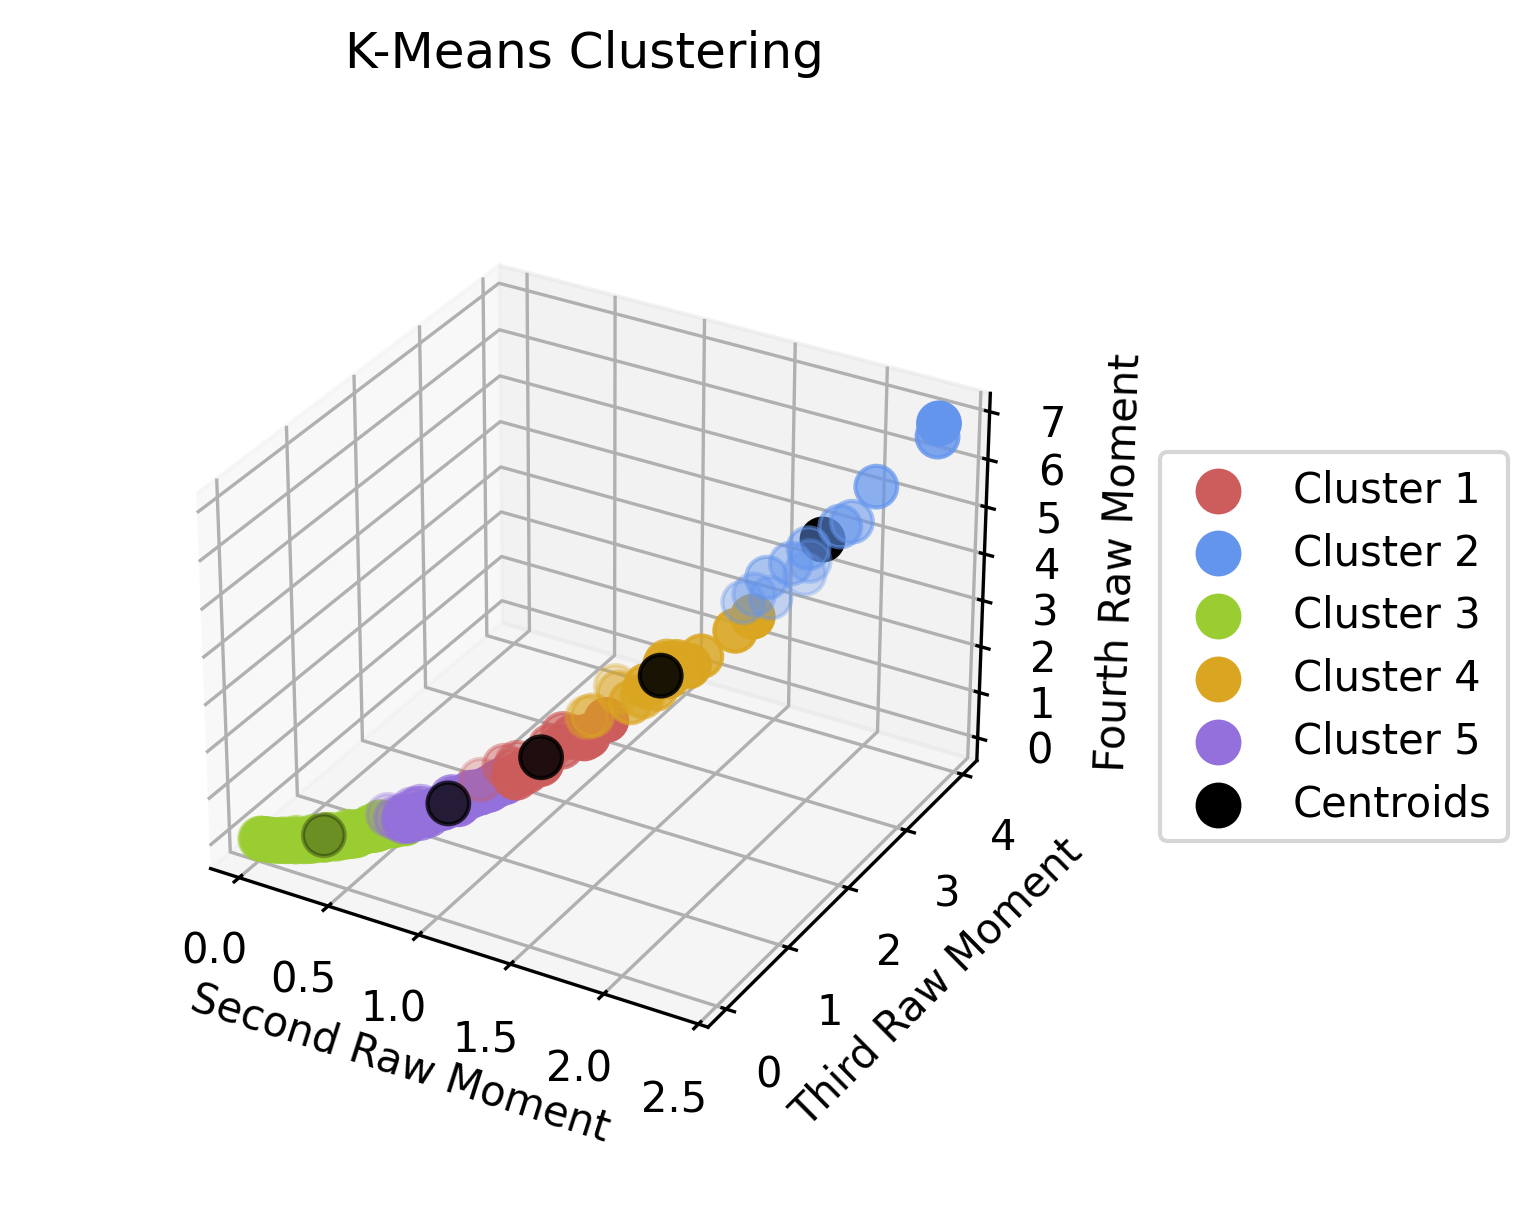 K-Means Clustering
7
6
5
4
3
2
1
0
Fourth Raw Moment
Cluster 1
Cluster 2
Cluster 3
Cluster 4
Cluster 5
Centroids
0.0
0.5
1.0
1.5
2.0
2.5
Second Raw Moment
0
1
2
3
4
Third Raw Moment